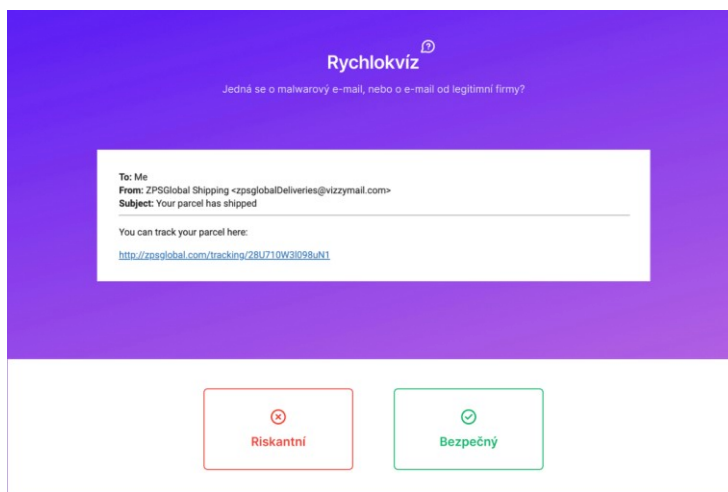 Rychlokvíz
Jedná se o malwarový e-mail, nebo o e-mail od legitimní firmy?
To: Me
From: ZPSGlobal Shipping <zpsglobalDeliveries@vizzymail.com>
Subject: Your parcel has shipped
You can track your parcel here:
http://zpsglobal.com/tracking/28U710W3l098uN1
Riskantní
Bezpečný